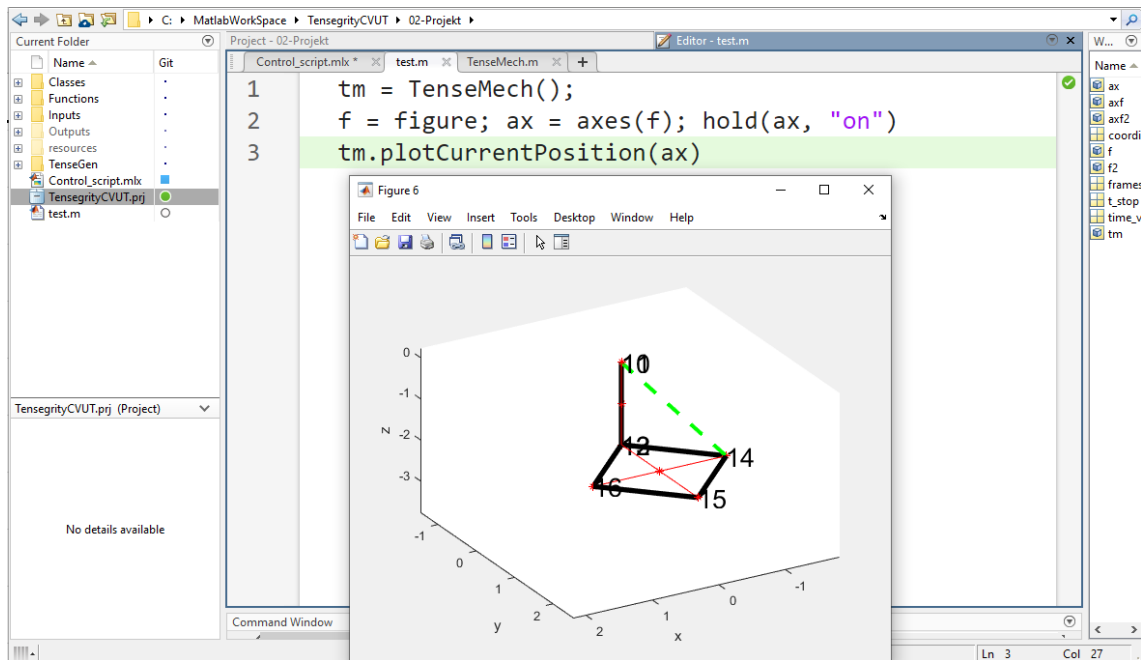 C: MatlabWorkSpace TensegrityCVUT 02-Projekt
Current Folder
Name Git
Classes
Functions
Inputs
Outputs
resources
TenseGen
Control_script.mlx
TensegrityCVUT.prj
test.m
TensegrityCVUT.prj (Project)
No details available
Project - 02-Projekt
Editor - test.m
Control_script.mlx * test.m TenseMech.m +
1 tm = TenseMech();
2 f = figure; ax = axes(f); hold(ax, "on")
3 tm.plotCurrentPosition(ax)
Figure 6
File Edit View Insert Tools Desktop Window Help
0
-1
-2
-3
z
-1
0
1
2
y
2
1
0
-1
x
14
15
16
Command Window
W...
Name
ax
axf
axf2
coordi
f
f2
frames
t_stop
time_v
tm
Ln 3 Col 27